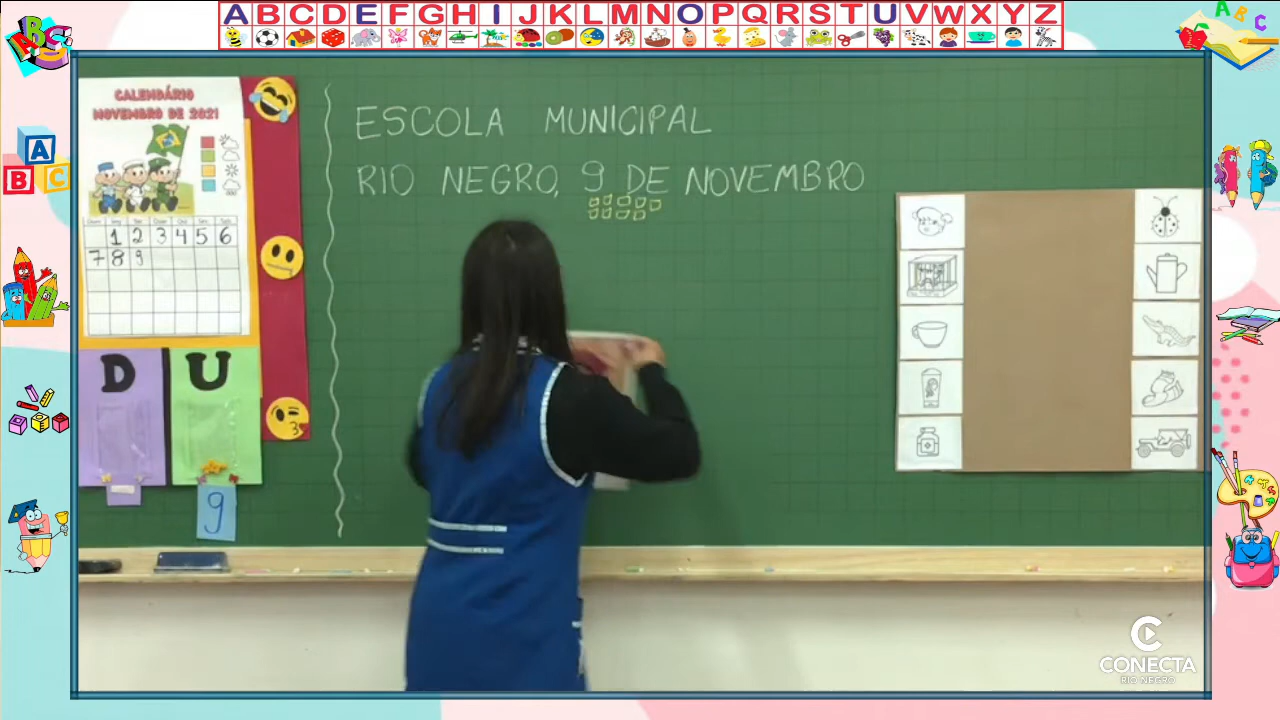 A B C D E F G H I J K L M N O P Q R S T U V W X Y Z
ABC
A B C
A
B C
CALENDÁRIO
NOVEMBRO DE 2021
1 2 3 4 5 6
7 8 9
D U
9
ESCOLA MUNICIPAL
RIO NEGRO, 9 DE NOVEMBRO
CONECTA
RIO NEGRO